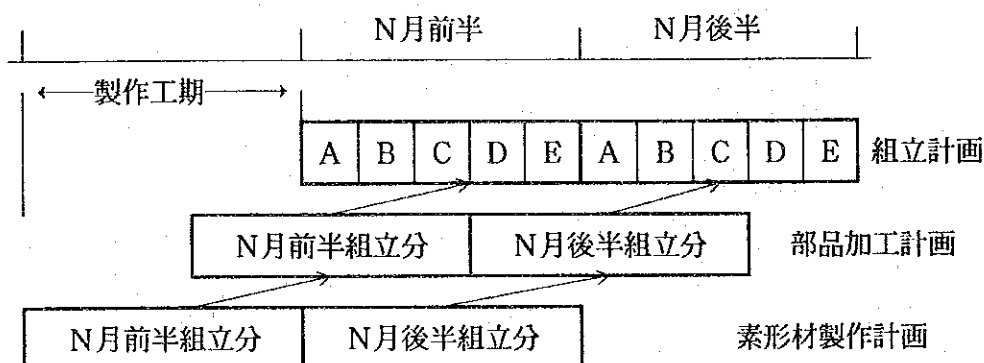 N月前半 N月後半
製作工期
A B C D E A B C D E 組立計画
N月前半組立分 N月後半組立分 部品加工計画
N月前半組立分 N月後半組立分 素形材製作計画